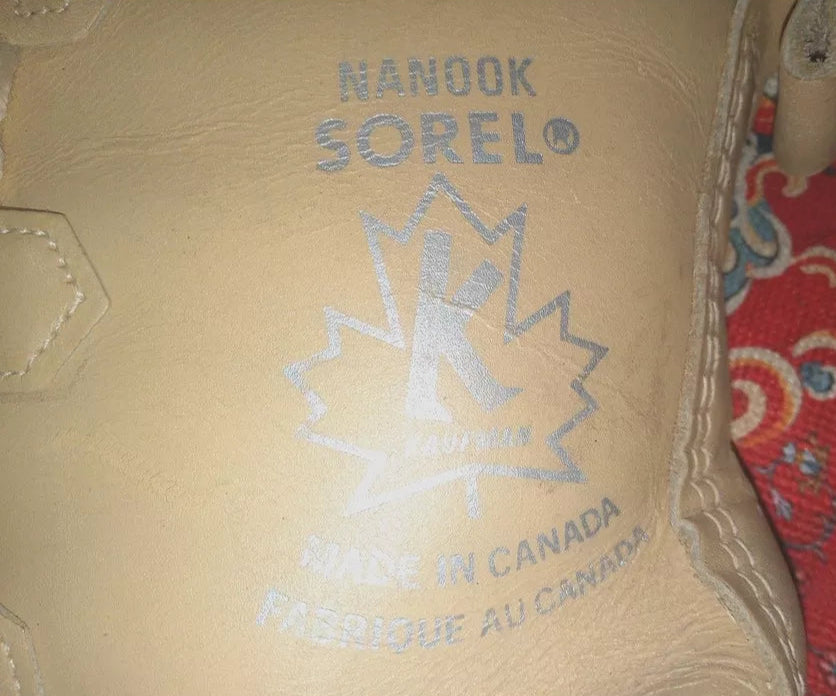 NANOOK
SOREL®
K
KAUFMAN
MADE IN CANADA
FABRIQUE AU CANADA